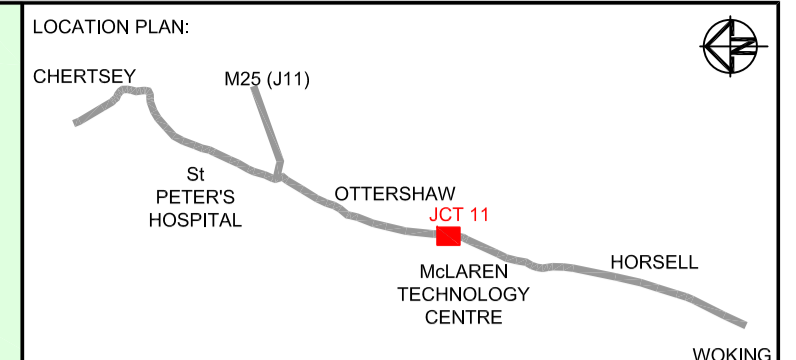 LOCATION PLAN:
N
CHERTSEY
M25 (J11)
St
PETER'S
HOSPITAL
OTTERSHAW
JCT 11
McLAREN
TECHNOLOGY
CENTRE
HORSELL
WOKING